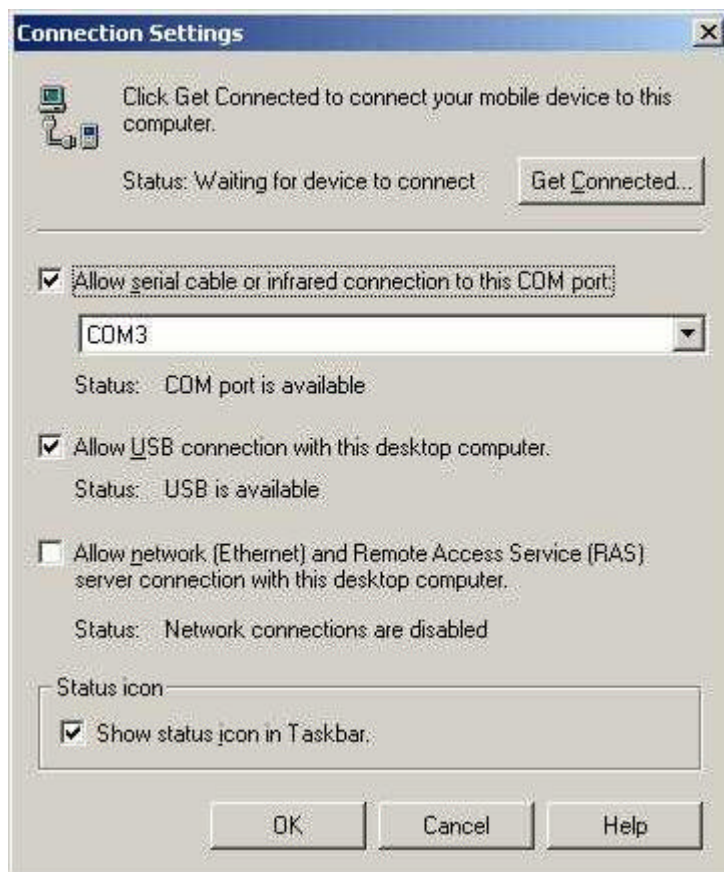 Connection Settings
Click Get Connected to connect your mobile device to this
computer.
Status: Waiting for device to connect
Get Connected...
Allow serial cable or infrared connection to this COM port:
COM3
Status: COM port is available
Allow USB connection with this desktop computer.
Status: USB is available
Allow network (Ethernet) and Remote Access Service (RAS)
server connection with this desktop computer.
Status: Network connections are disabled
Status icon
Show status icon in Taskbar.
OK Cancel Help